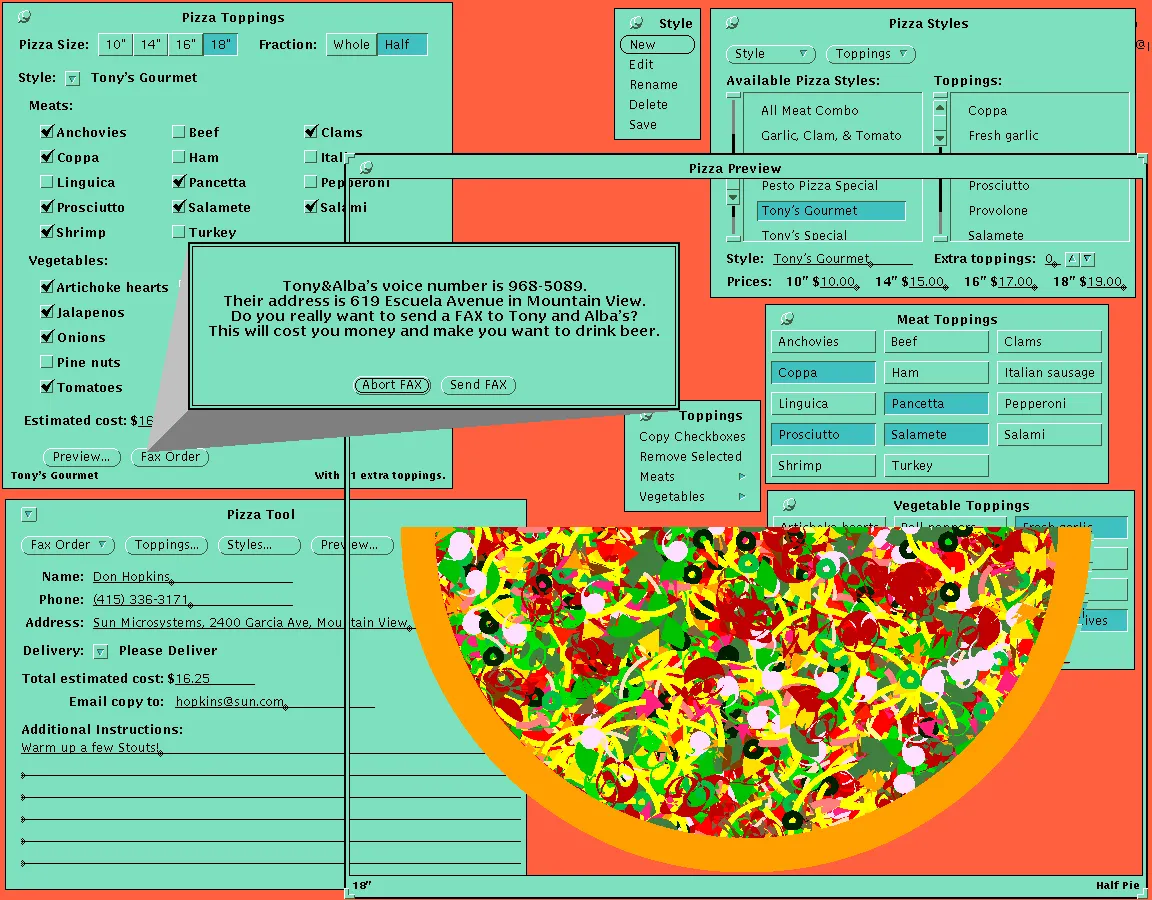 Pizza Toppings
Pizza Size: 10" 14" 16" 18" Fraction: Whole Half
Style: Tony's Gourmet
Meats:
Anchovies Beef Clams
Coppa Ham Ital
Linguica Pancetta Pepperoni
Prosciutto Salamete Salami
Shrimp Turkey
Vegetables:
Artichoke hearts
Jalapenos
Onions
Pine nuts
Tomatoes
Estimated cost: $16
Preview... Fax Order
Tony's Gourmet With 1 extra toppings.
Style
New
Edit
Rename
Delete
Save
Pizza Styles
Style Toppings
Available Pizza Styles: Toppings:
All Meat Combo Coppa
Garlic, Clam, & Tomato Fresh garlic
Pizza Preview
Pesto Pizza Special Prosciutto
Tony's Gourmet Provolone
Tony's Special Salamete
Style: Tony's Gourmet Extra toppings: 0
Prices: 10" $10.00 14" $15.00 16" $17.00 18" $19.00
Tony&Alba's voice number is 968-5089.
Their address is 619 Escuela Avenue in Mountain View.
Do you really want to send a FAX to Tony and Alba's?
This will cost you money and make you want to drink beer.
Abort FAX Send FAX
Meat Toppings
Anchovies Beef Clams
Coppa Ham Italian sausage
Linguica Pancetta Pepperoni
Prosciutto Salamete Salami
Shrimp Turkey
Toppings
Copy Checkboxes
Remove Selected
Meats
Vegetables
Vegetable Toppings
Artichoke hearts Bell peppers Fresh garlic
ives
Pizza Tool
Fax Order Toppings... Styles... Preview...
Name: Don Hopkins
Phone: (415) 336-3171
Address: Sun Microsystems, 2400 Garcia Ave, Mountain View,
Delivery: Please Deliver
Total estimated cost: $16.25
Email copy to: hopkins@sun.com
Additional Instructions:
Warm up a few Stouts!
18" Half Pie